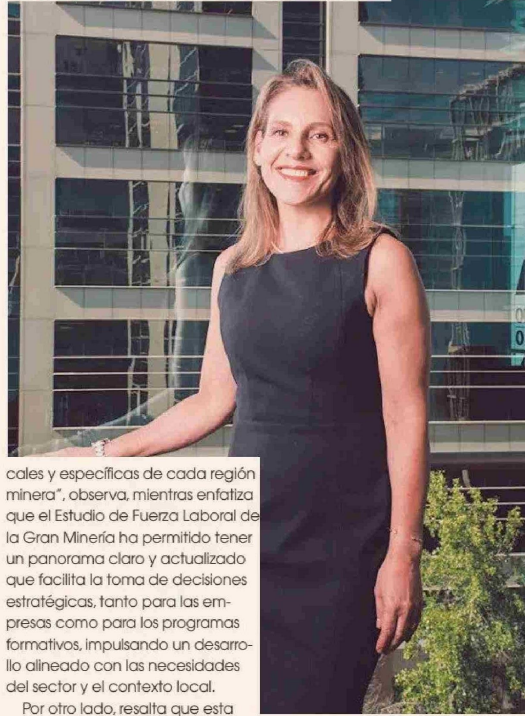 cales y específicas de cada región
minera”, observa, mientras enfatiza
que el Estudio de Fuerza Laboral de
la Gran Minería ha permitido tener
un panorama claro y actualizado
que facilita la toma de decisiones
estratégicas, tanto para las em-
presas como para los programas
formativos, impulsando un desarro-
llo alineado con las necesidades
del sector y el contexto local.
Por otro lado, resalta que esta